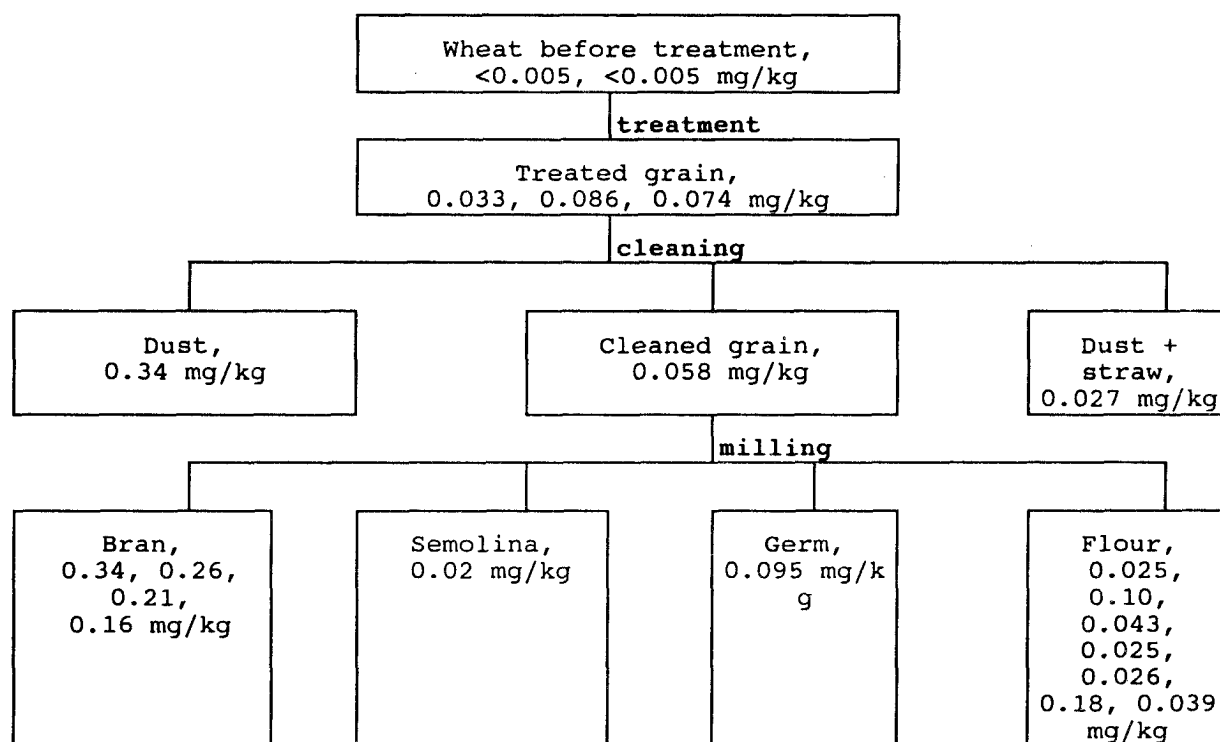 Wheat before treatment,
<0.005, <0.005 mg/kg
treatment
Treated grain,
0.033, 0.086, 0.074 mg/kg
cleaning
Dust,
0.34 mg/kg
Cleaned grain,
0.058 mg/kg
Dust +
straw,
0.027 mg/kg
milling
Bran,
0.34, 0.26,
0.21,
0.16 mg/kg
Semolina,
0.02 mg/kg
Germ,
0.095 mg/k
g
Flour,
0.025,
0.10,
0.043,
0.025,
0.026,
0.18, 0.039
mg/kg